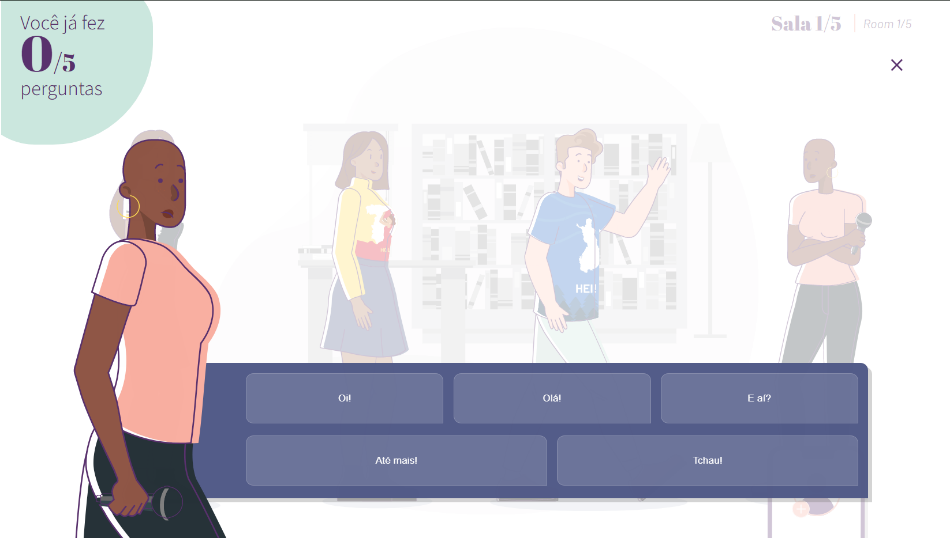 Você já fez
0/5
perguntas
Sala 1/5
Room 1/5
HEI!
Oi!
Olá!
E aí?
Até mais!
Tchau!